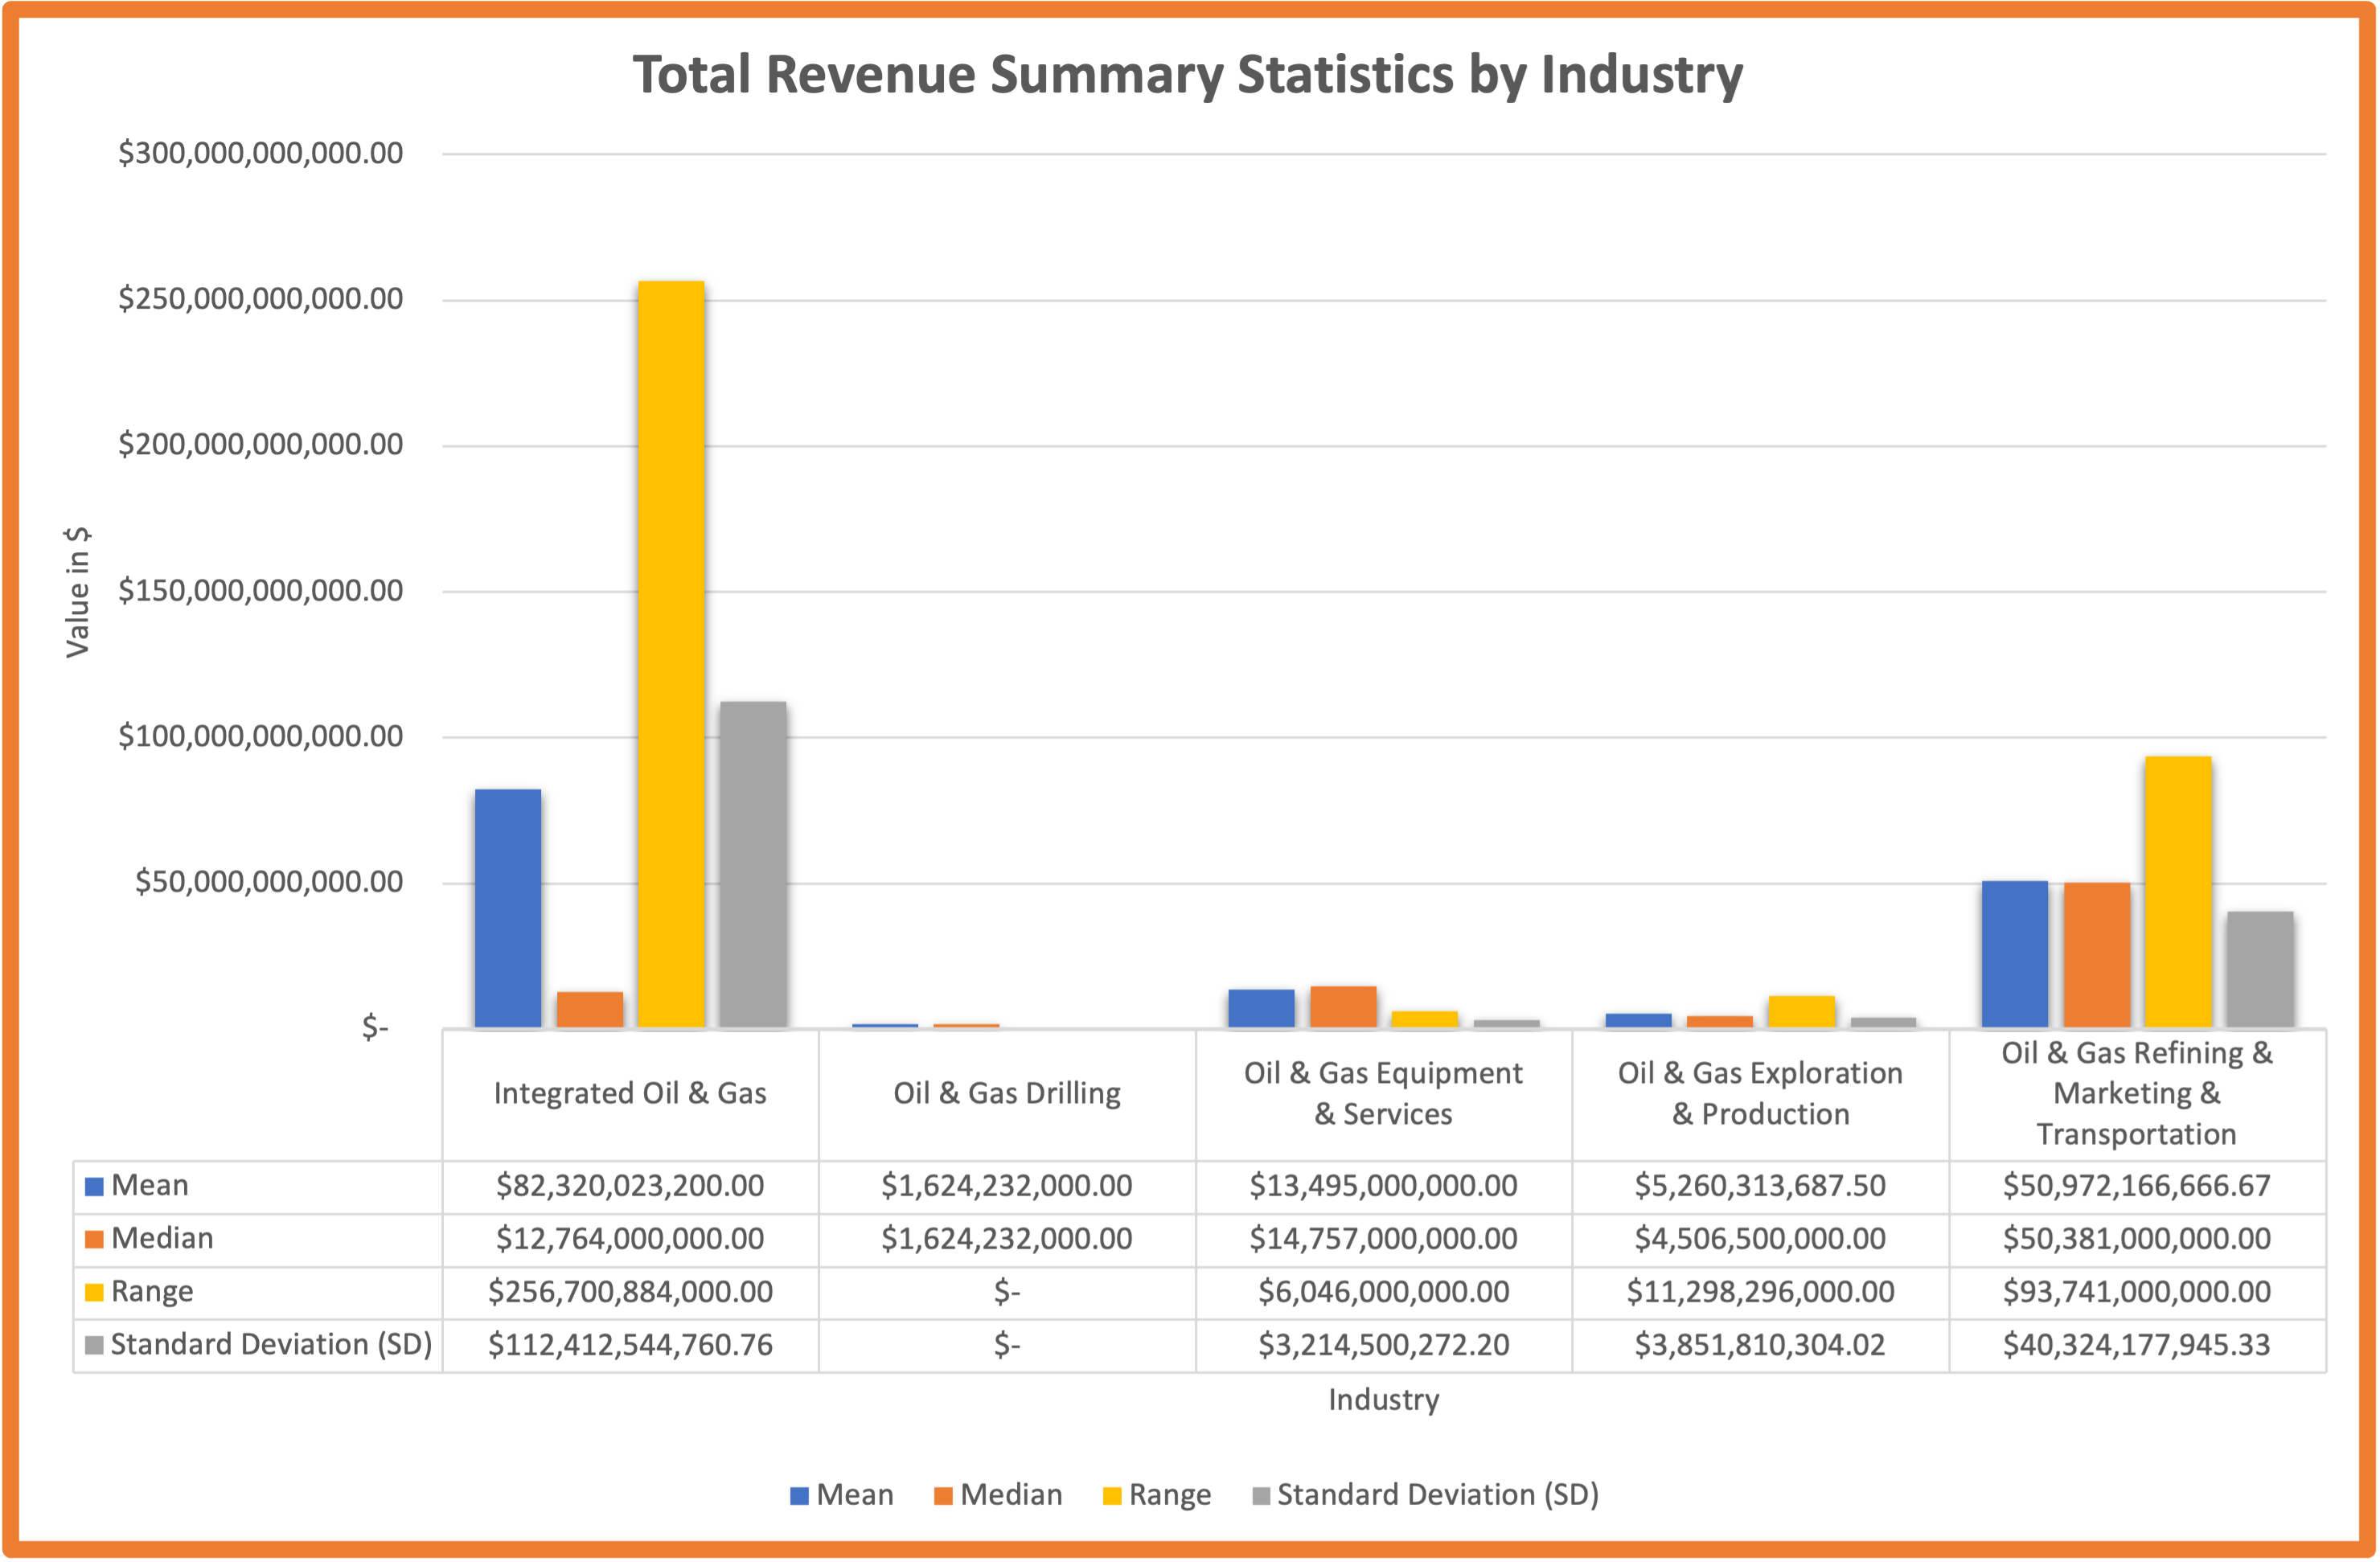 Total Revenue Summary Statistics by Industry
$300,000,000,000.00
$250,000,000,000.00
$200,000,000,000.00
$150,000,000,000.00
$100,000,000,000.00
$50,000,000,000.00
$-
Value in $
Integrated Oil & Gas
Oil & Gas Drilling
Oil & Gas Equipment
& Services
Oil & Gas Exploration
& Production
Oil & Gas Refining &
Marketing &
Transportation
Mean $82,320,023,200.00 $1,624,232,000.00 $13,495,000,000.00 $5,260,313,687.50 $50,972,166,666.67
Median $12,764,000,000.00 $1,624,232,000.00 $14,757,000,000.00 $4,506,500,000.00 $50,381,000,000.00
Range $256,700,884,000.00 $- $6,046,000,000.00 $11,298,296,000.00 $93,741,000,000.00
Standard Deviation (SD) $112,412,544,760.76 $- $3,214,500,272.20 $3,851,810,304.02 $40,324,177,945.33
Industry
Mean Median Range Standard Deviation (SD)